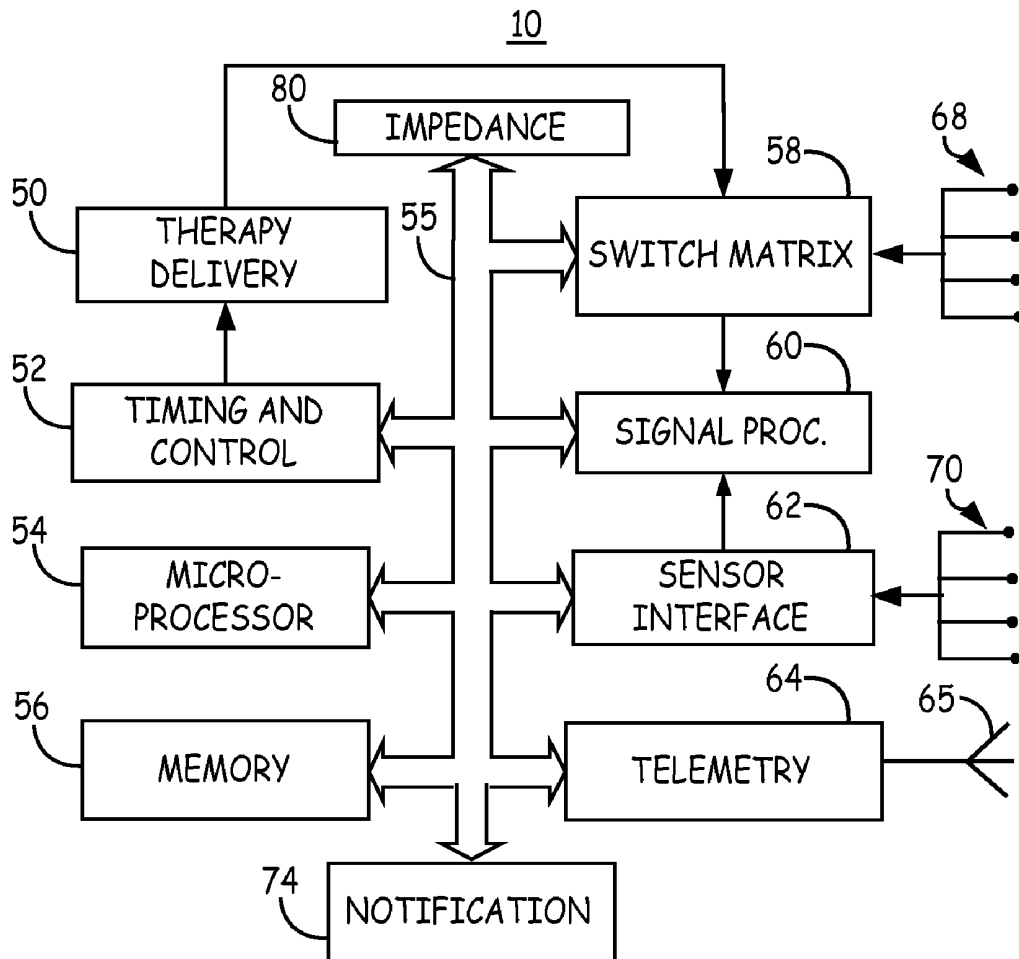 10
80
IMPEDANCE
68
58
50
THERAPY
DELIVERY
55
SWITCH MATRIX
60
52
TIMING AND
CONTROL
SIGNAL PROC.
70
62
54
MICRO-
PROCESSOR
SENSOR
INTERFACE
64
65
56
MEMORY
TELEMETRY
74
NOTIFICATION